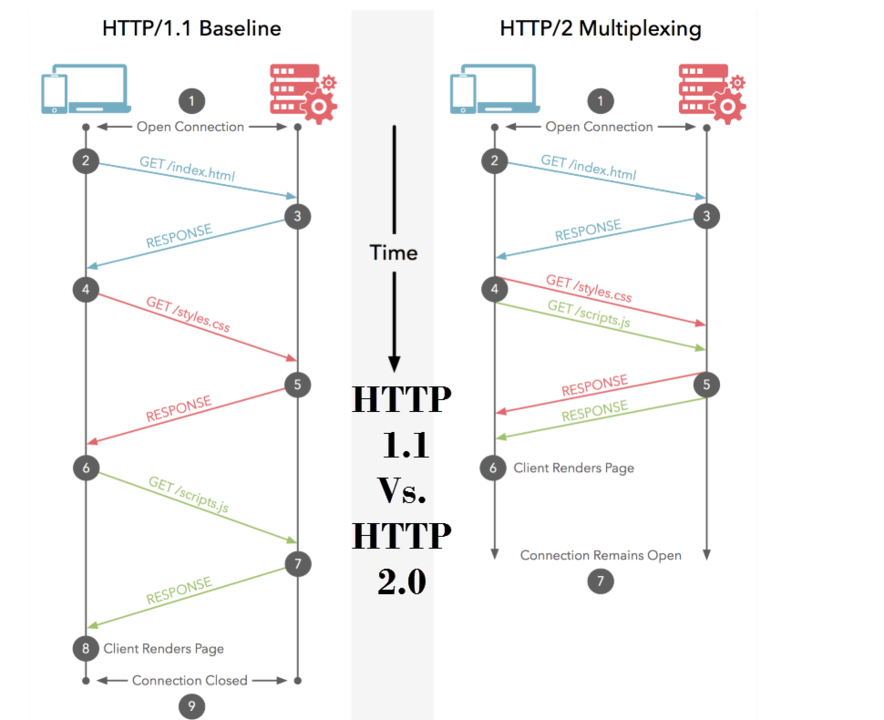 HTTP/1.1 Baseline
1
Open Connection
2
GET /index.html
3
RESPONSE
4
GET /styles.css
5
RESPONSE
6
GET /scripts.js
7
RESPONSE
8 Client Renders Page
Connection Closed
9
Time
HTTP
1.1
Vs.
HTTP
2.0
HTTP/2 Multiplexing
1
Open Connection
2
GET /index.html
3
RESPONSE
4
GET /styles.css
GET /scripts.js
5
RESPONSE
RESPONSE
6 Client Renders Page
Connection Remains Open
7